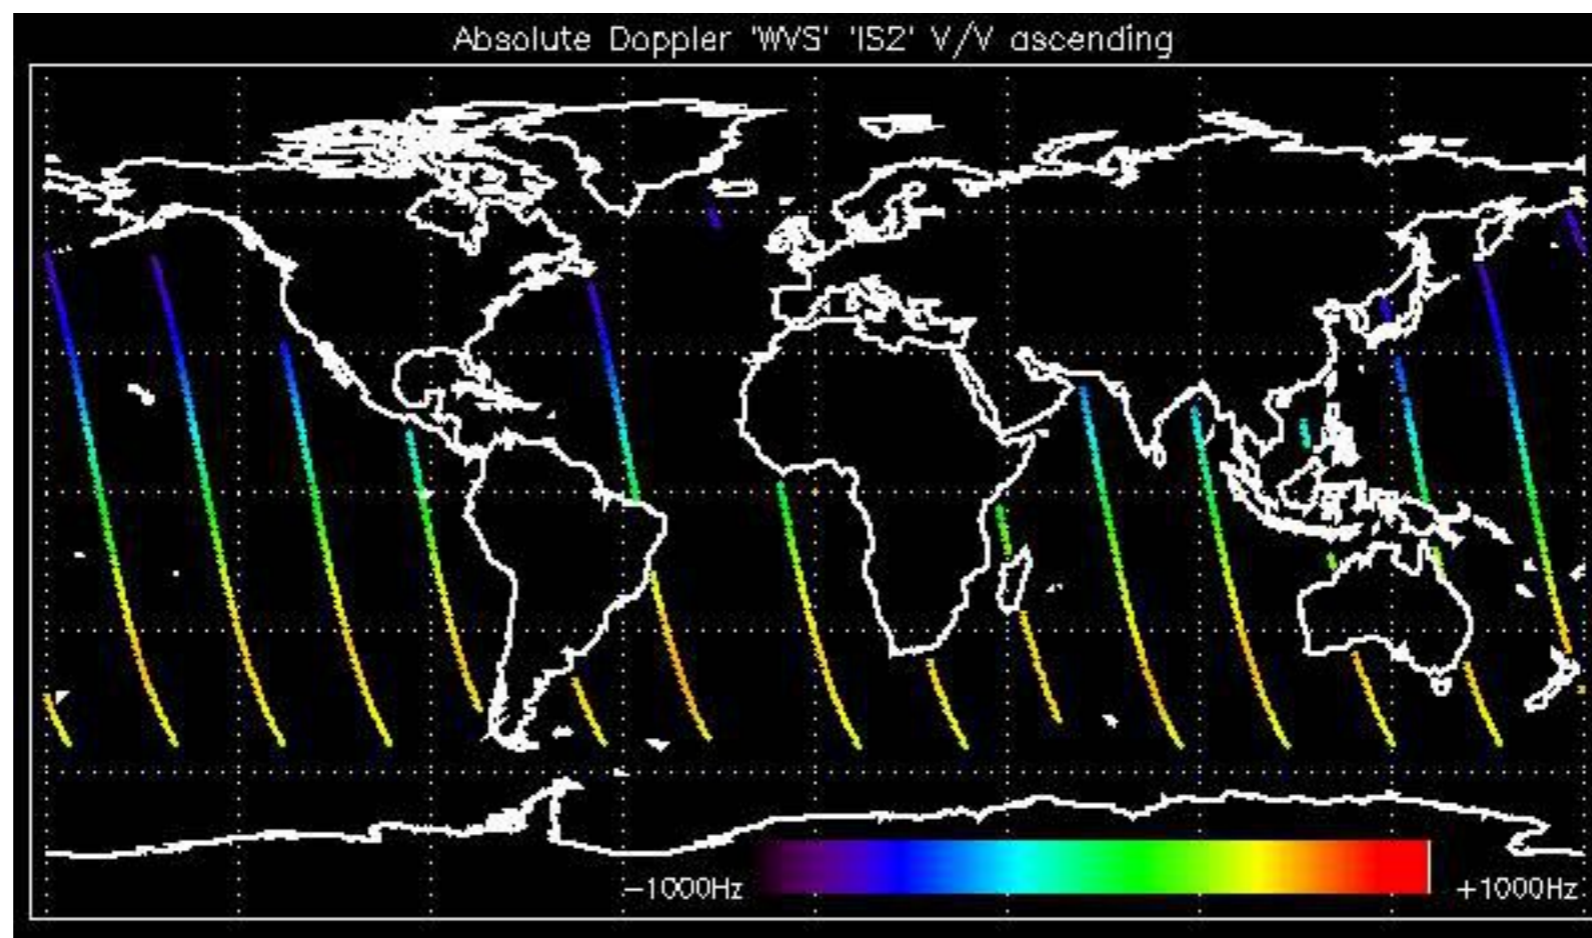 Absolute Doppler 'WVS' 'IS2' V/V ascending
−1000Hz +1000Hz